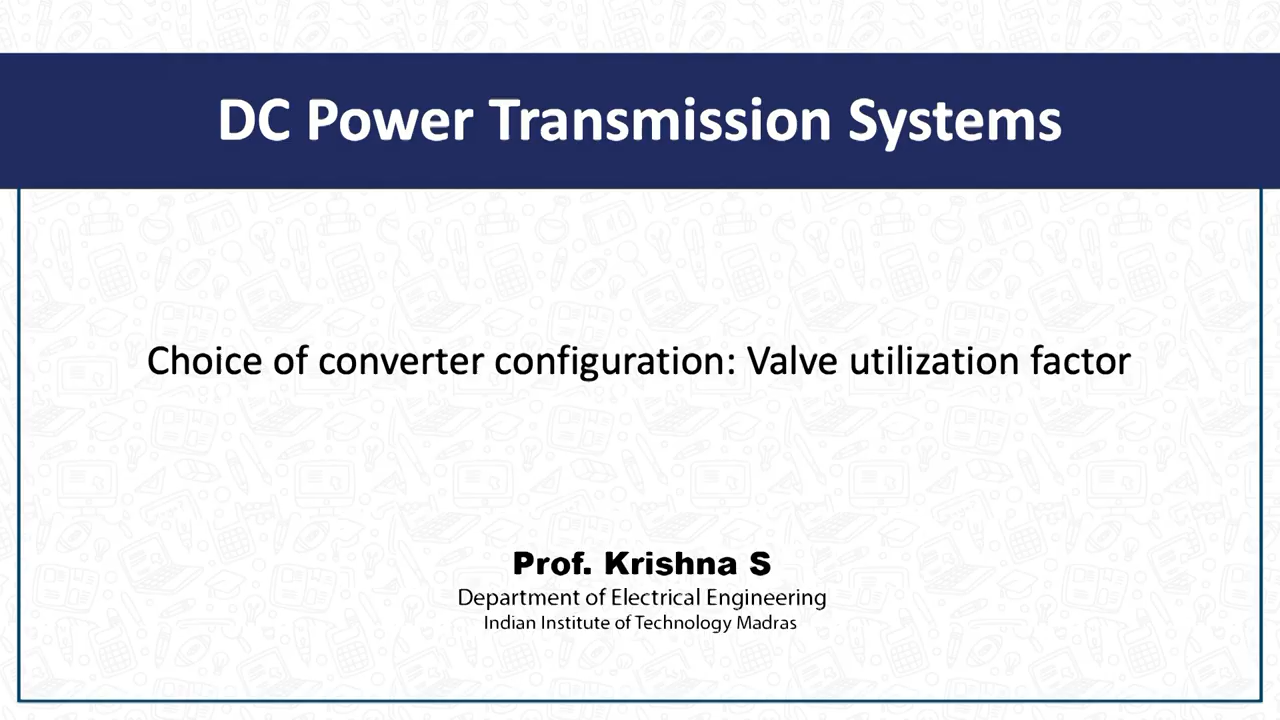 DC Power Transmission Systems
Choice of converter configuration: Valve utilization factor
Prof. Krishna S
Department of Electrical Engineering
Indian Institute of Technology Madras